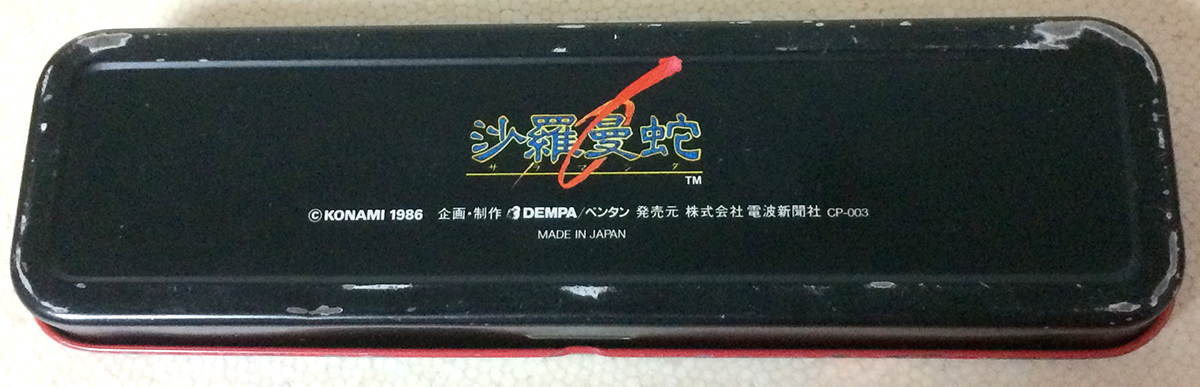 沙羅曼蛇
サラマンダ
TM
©KONAMI 1986 企画・制作 DEMPA/ペンタン 発売元 株式会社 電波新聞社 CP-003
MADE IN JAPAN